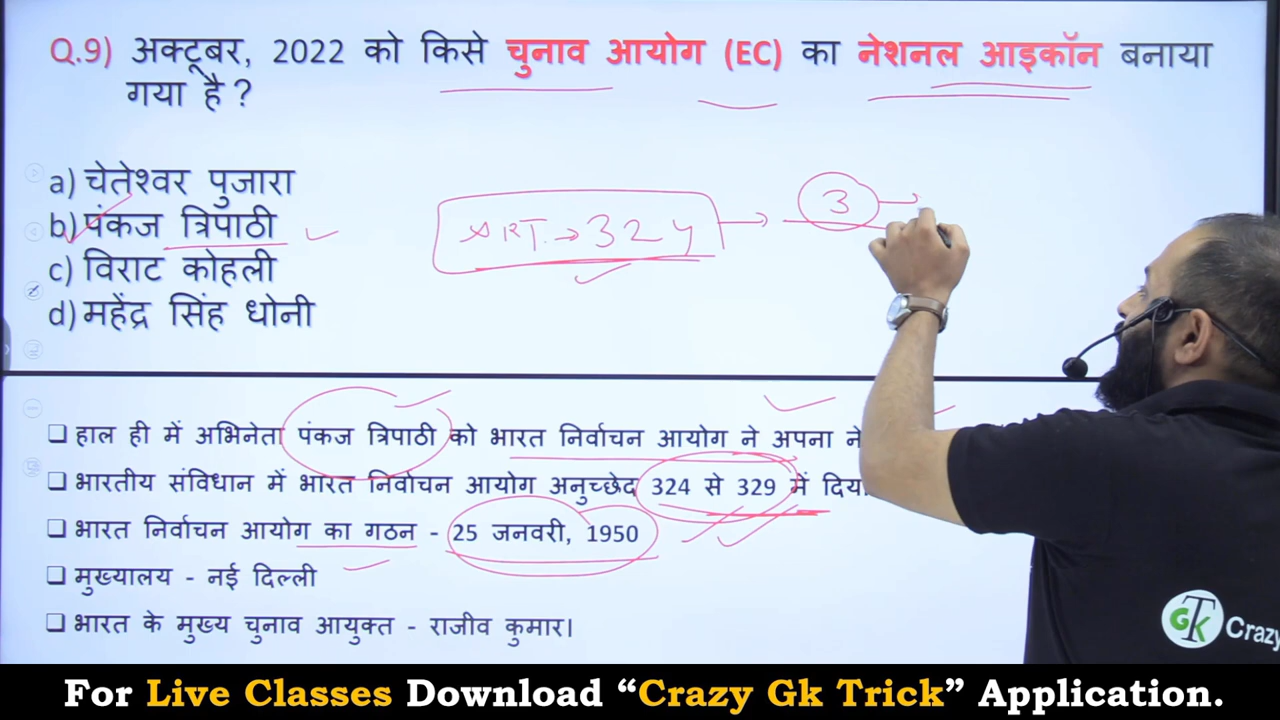 Q.9) अक्टूबर, 2022 को किसे चुनाव आयोग (EC) का नेशनल आइकॉन बनाया
गया है ?
a) चेतेश्वर पुजारा
b) पंकज त्रिपाठी
c) विराट कोहली
d) महेंद्र सिंह धोनी
ART. → 324 → 3 →
हाल ही में अभिनेता पंकज त्रिपाठी को भारत निर्वाचन आयोग ने अपना ने
भारतीय संविधान में भारत निर्वाचन आयोग अनुच्छेद 324 से 329 में दिया
भारत निर्वाचन आयोग का गठन - 25 जनवरी, 1950
मुख्यालय - नई दिल्ली
भारत के मुख्य चुनाव आयुक्त - राजीव कुमार।
GTK Crazy
For Live Classes Download “Crazy Gk Trick” Application.